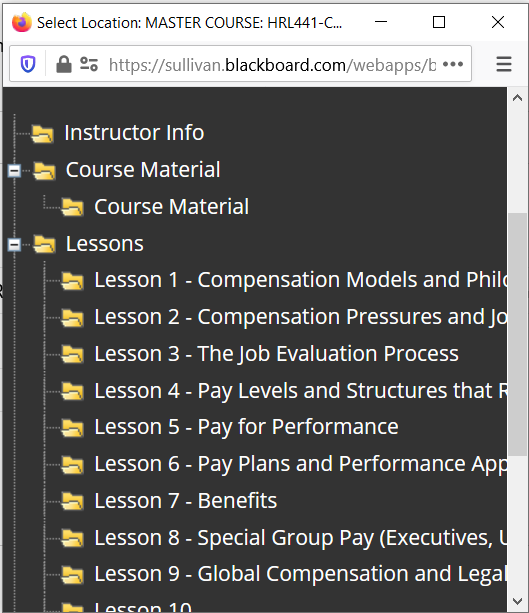 Select Location: MASTER COURSE: HRL441-C...
https://sullivan.blackboard.com/webapps/b
Instructor Info
Course Material
Course Material
Lessons
Lesson 1 - Compensation Models and Philo
Lesson 2 - Compensation Pressures and Jo
Lesson 3 - The Job Evaluation Process
Lesson 4 - Pay Levels and Structures that R
Lesson 5 - Pay for Performance
Lesson 6 - Pay Plans and Performance App
Lesson 7 - Benefits
Lesson 8 - Special Group Pay (Executives, U
Lesson 9 - Global Compensation and Legal
Lesson 10